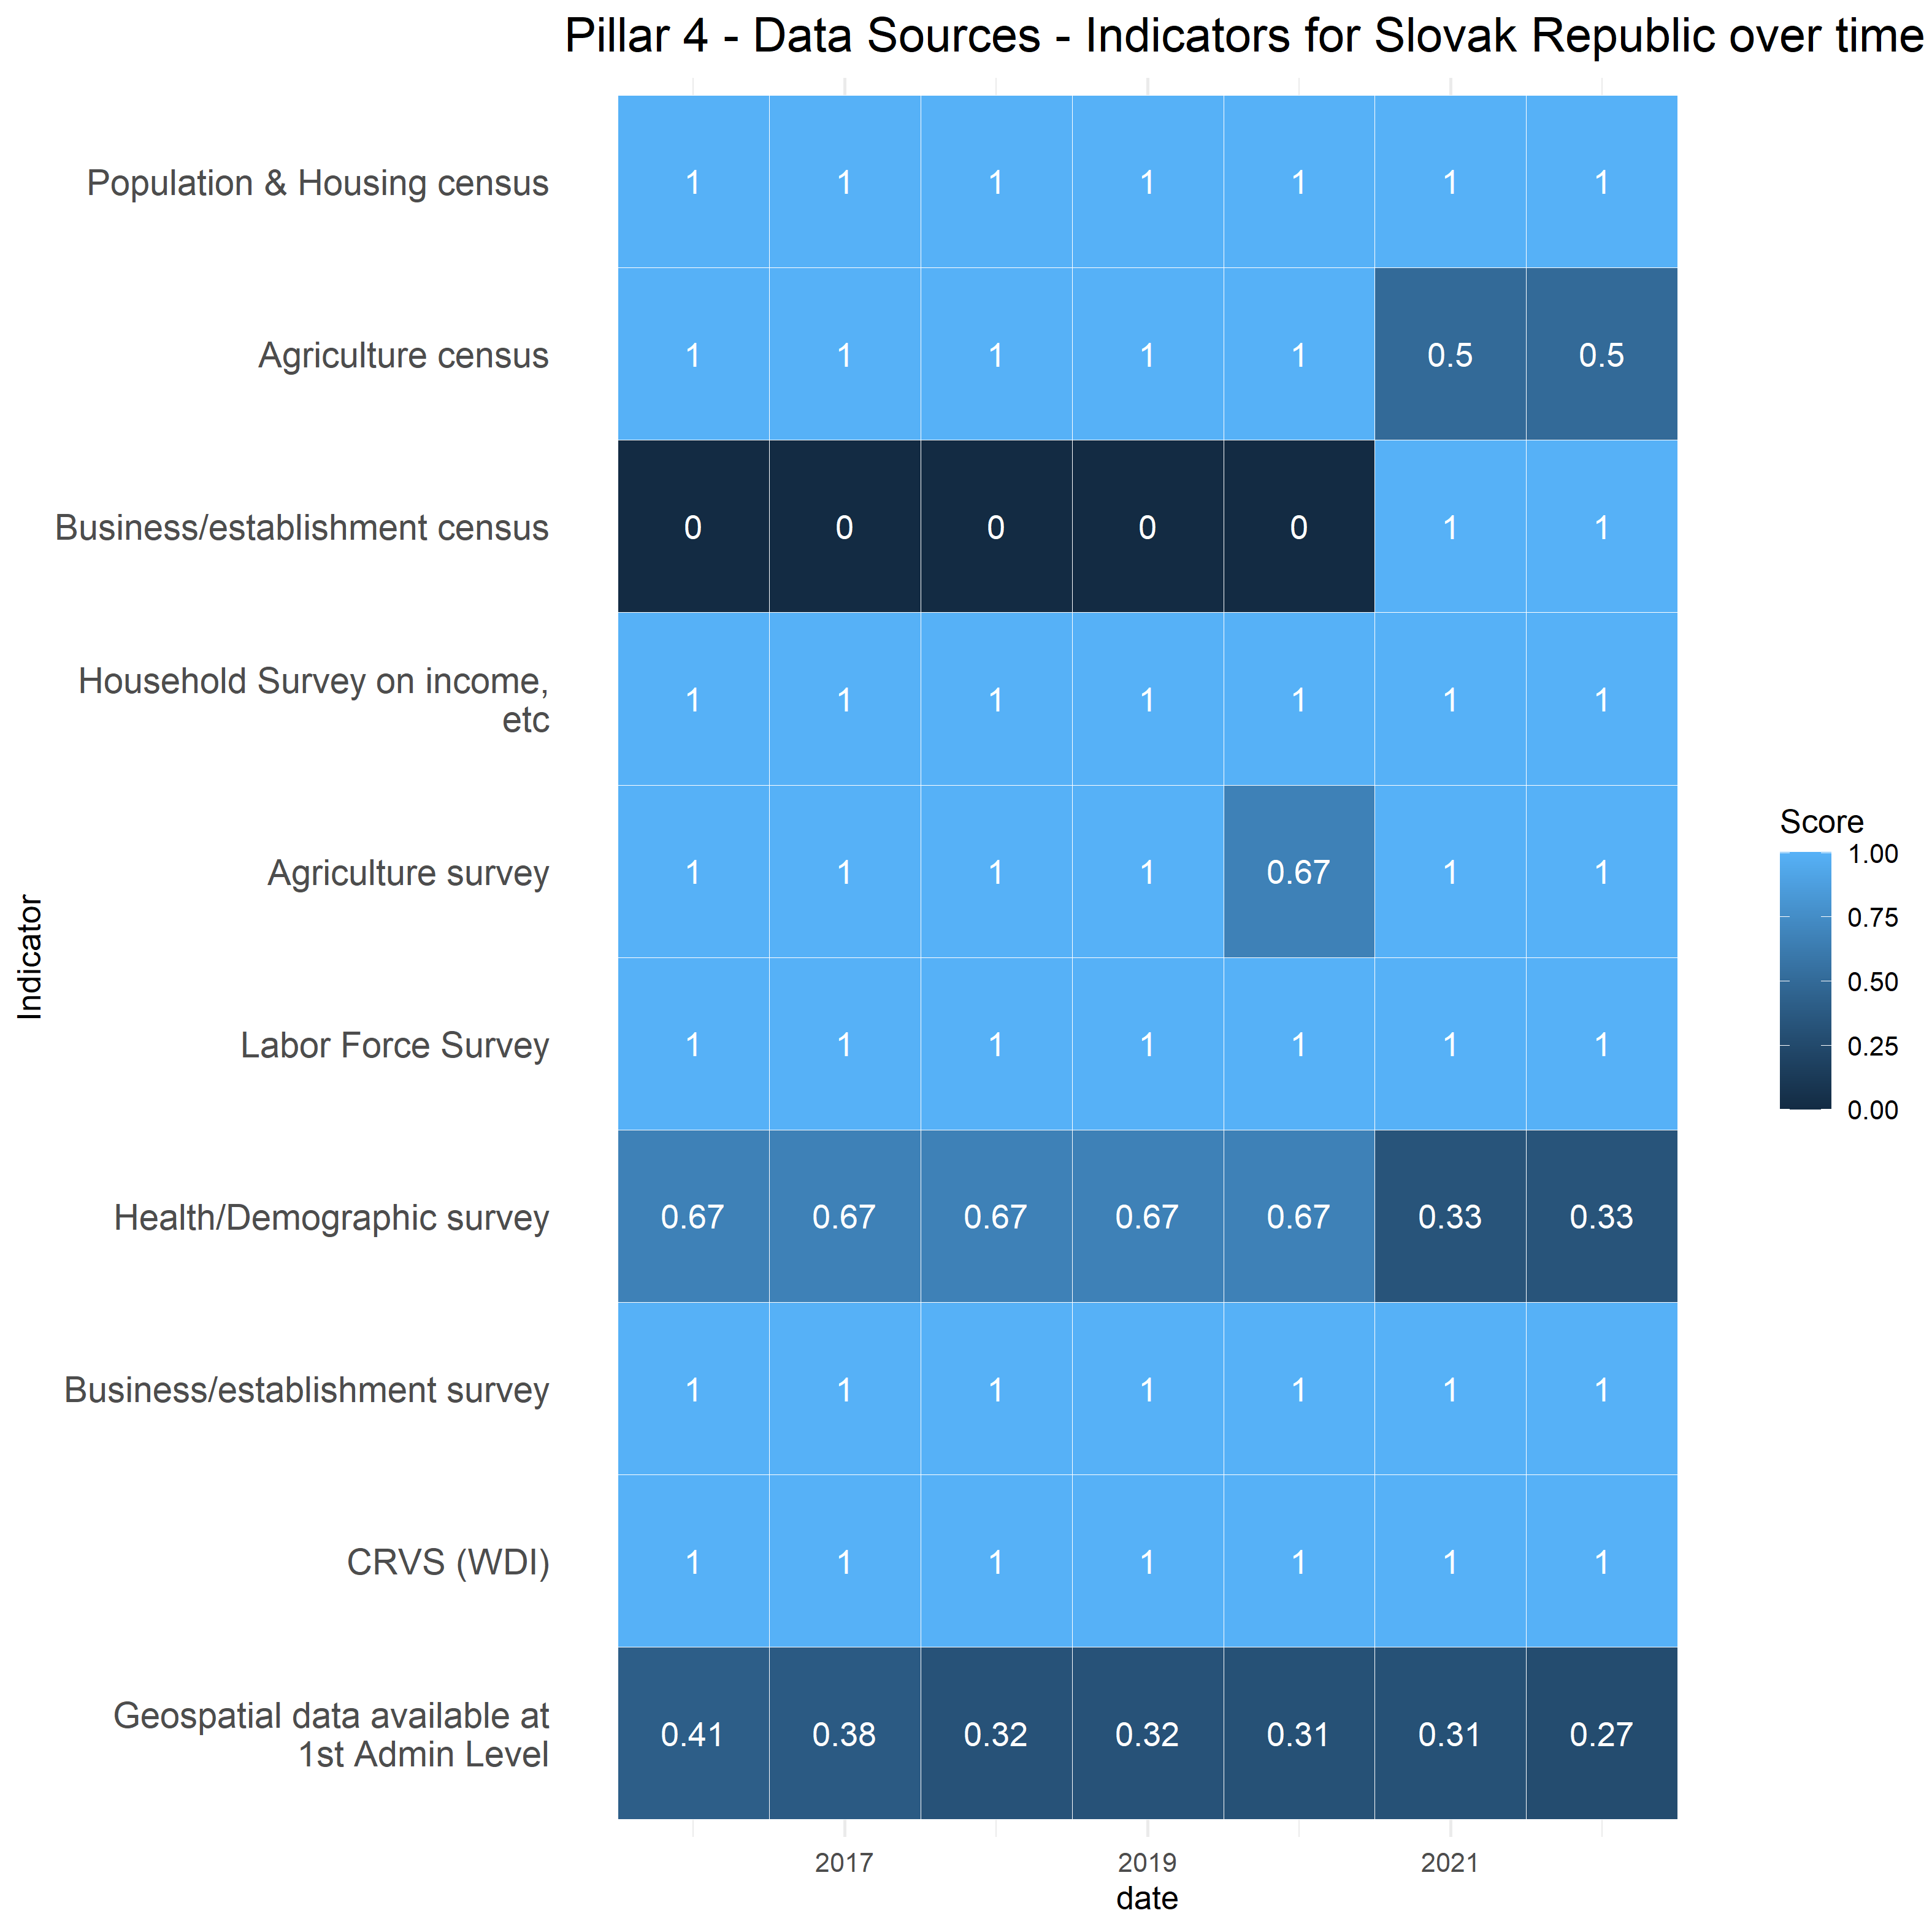 Pillar 4 - Data Sources - Indicators for Slovak Republic over time
Population & Housing census
1 1 1 1 1 1 1
Agriculture census
1 1 1 1 1 0.5 0.5
Business/establishment census
0 0 0 0 0 1 1
Household Survey on income,
etc
1 1 1 1 1 1 1
Agriculture survey
1 1 1 1 0.67 1 1
Labor Force Survey
1 1 1 1 1 1 1
Health/Demographic survey
0.67 0.67 0.67 0.67 0.67 0.33 0.33
Business/establishment survey
1 1 1 1 1 1 1
CRVS (WDI)
1 1 1 1 1 1 1
Geospatial data available at
1st Admin Level
0.41 0.38 0.32 0.32 0.31 0.31 0.27
2017 2019 2021
date
Indicator
Score
1.00
0.75
0.50
0.25
0.00